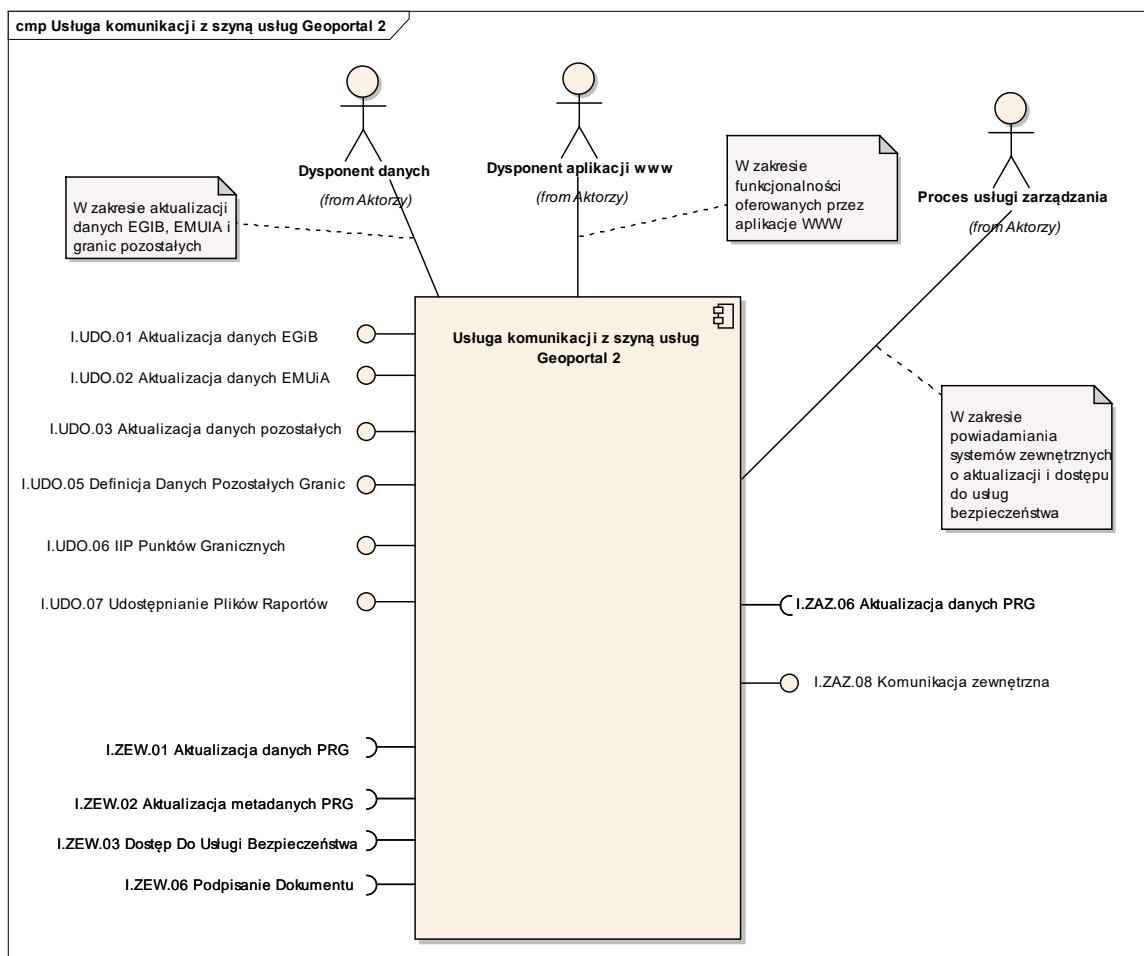 cmp Usługa komunikacji z szyną usług Geoportal 2
Dysponent danych
(from Aktorzy)
Dysponent aplikacji www
(from Aktorzy)
Proces usługi zarządzania
(from Aktorzy)
W zakresie aktualizacji
danych EGIB, EMUIA i
granic pozostałych
W zakresie
funkcjonalności
oferowanych przez
aplikacje WWW
W zakresie
powiadamiania
systemów zewnętrznych
o aktualizacji i dostępu
do usług
bezpieczeństwa
Usługa komunikacji z szyną usług
Geoportal 2
I.UDO.01 Aktualizacja danych EGiB
I.UDO.02 Aktualizacja danych EMUiA
I.UDO.03 Aktualizacja danych pozostałych
I.UDO.05 Definicja Danych Pozostałych Granic
I.UDO.06 IIP Punktów Granicznych
I.UDO.07 Udostępnianie Plików Raportów
I.ZEW.01 Aktualizacja danych PRG
I.ZEW.02 Aktualizacja metadanych PRG
I.ZEW.03 Dostęp Do Usługi Bezpieczeństwa
I.ZEW.06 Podpisanie Dokumentu
I.ZAZ.06 Aktualizacja danych PRG
I.ZAZ.08 Komunikacja zewnętrzna